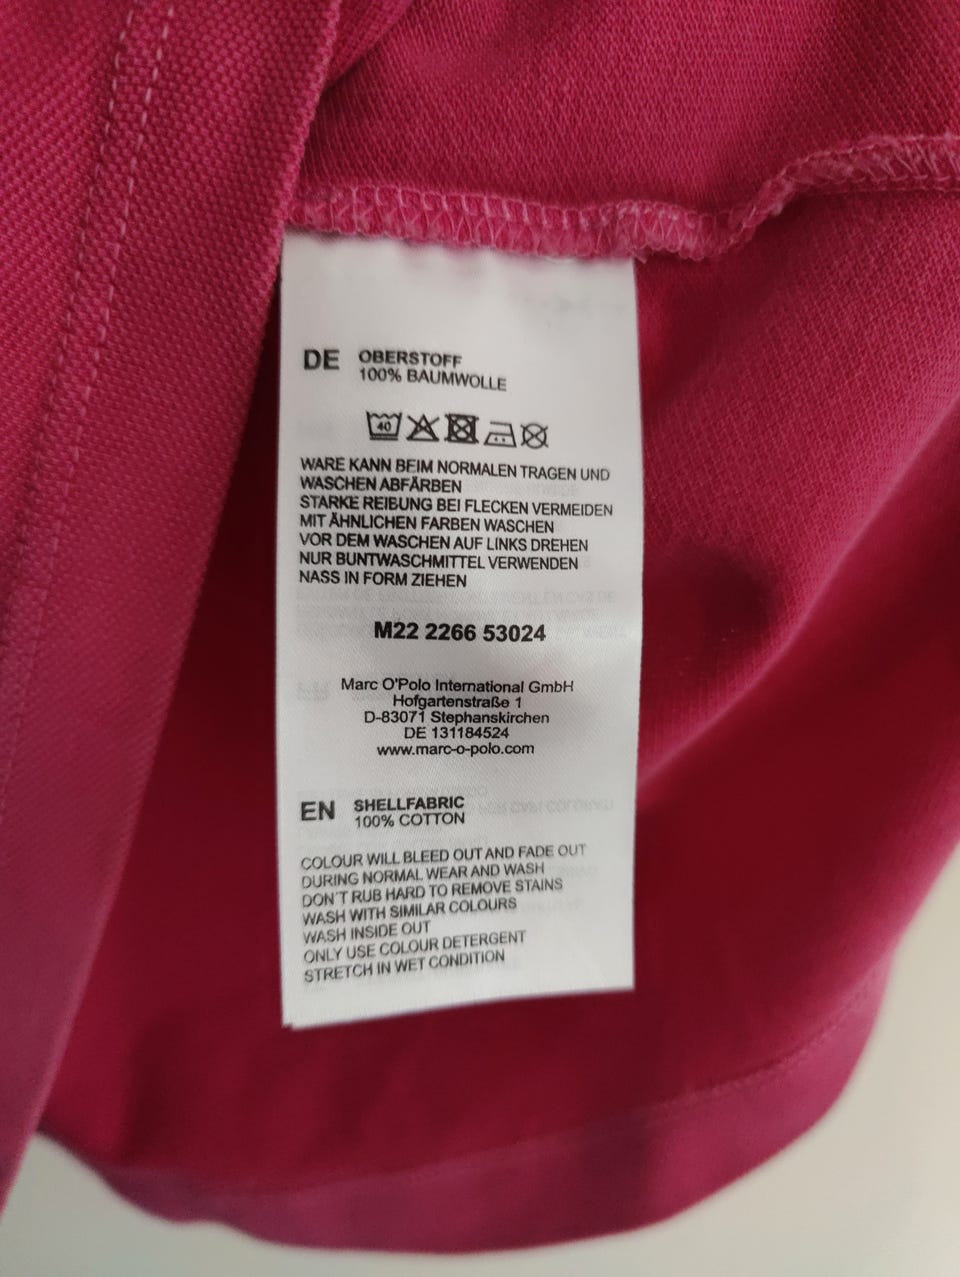 DE OBERSTOFF
100% BAUMWOLLE
40
WARE KANN BEIM NORMALEN TRAGEN UND
WASCHEN ABFÄRBEN
STARKE REIBUNG BEI FLECKEN VERMEIDEN
MIT ÄHNLICHEN FARBEN WASCHEN
VOR DEM WASCHEN AUF LINKS DREHEN
NUR BUNTWASCHMITTEL VERWENDEN
NASS IN FORM ZIEHEN
M22 2266 53024
Marc O'Polo International GmbH
Hofgartenstraße 1
D-83071 Stephanskirchen
DE 131184524
www.marc-o-polo.com
EN SHELLFABRIC
100% COTTON
COLOUR WILL BLEED OUT AND FADE OUT
DURING NORMAL WEAR AND WASH
DON'T RUB HARD TO REMOVE STAINS
WASH WITH SIMILAR COLOURS
WASH INSIDE OUT
ONLY USE COLOUR DETERGENT
STRETCH IN WET CONDITION